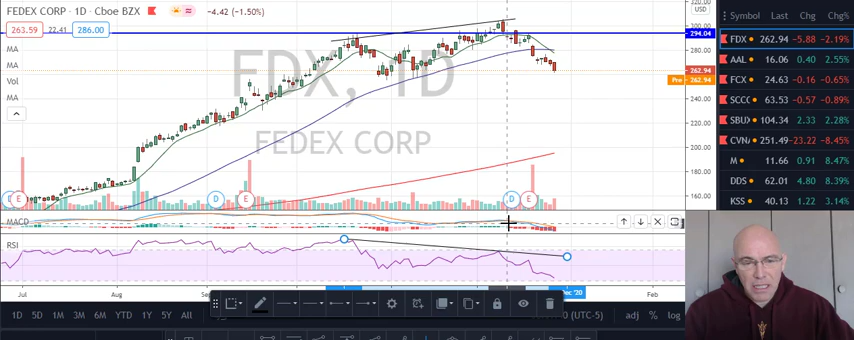 FEDEX CORP · 1D · Cboe BZX
−4.42 (−1.50%)
263.59
22.41
286.00
MA
MA
Vol
MA
FDX, 1D
FEDEX CORP
USD
300.00
294.04
280.00
262.94
Pre
262.94
240.00
220.00
200.00
180.00
160.00
MACD
RSI
D
E
D
E
D
E
Jul
Aug
Dec '20
Feb
1D
5D
1M
3M
6M
YTD
1Y
5Y
All
(UTC-5)
adj
%
log
Symbol
Last
Chg
Chg%
FDX 262.94 -5.88 -2.19%
AAL 16.06 0.40 2.55%
FCX 24.63 -0.16 -0.65%
SCCO 63.53 -0.57 -0.89%
SBUX 104.34 2.33 2.28%
CVNA 251.49 -23.22 -8.45%
M 11.66 0.91 8.47%
DDS 62.01 4.80 8.39%
KSS 40.13 1.22 3.14%